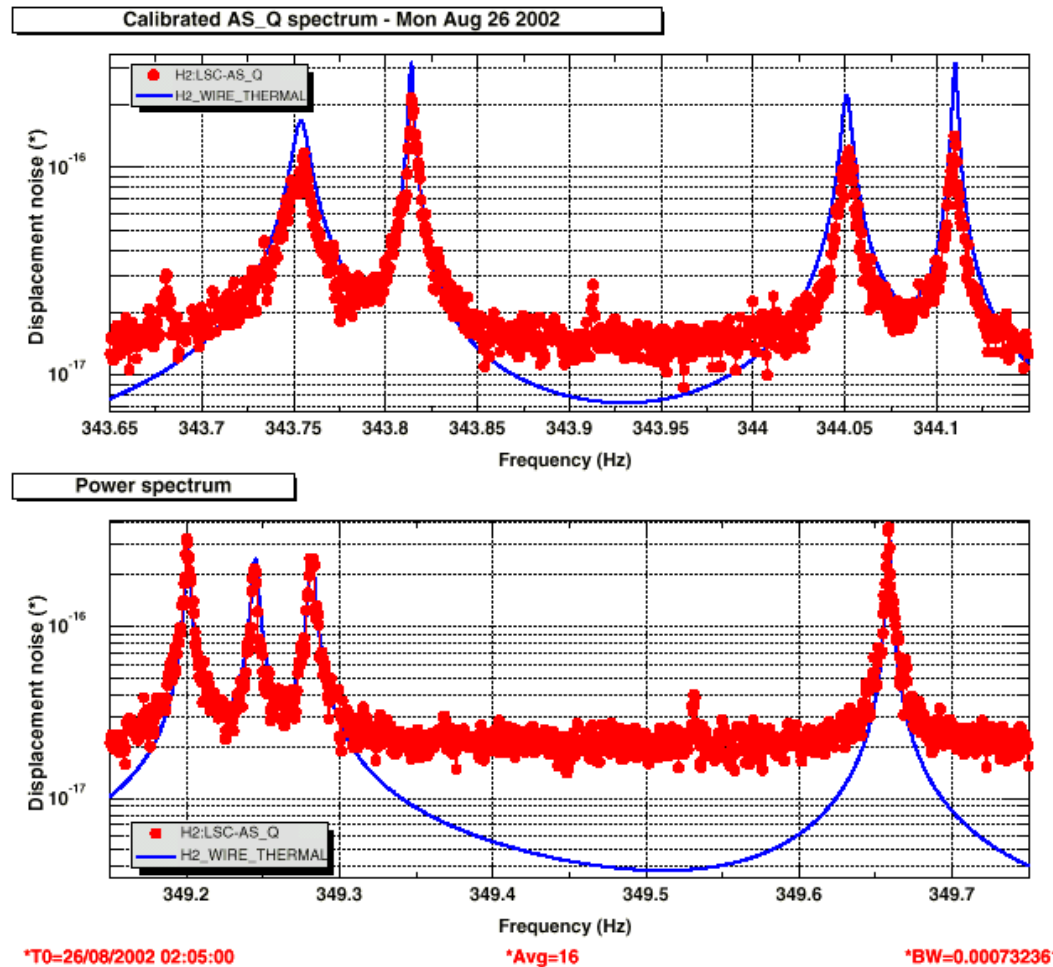 Calibrated AS_Q spectrum - Mon Aug 26 2002
H2:LSC-AS_Q
H2_WIRE_THERMAL
Displacement noise (*)
10^-16
10^-17
343.65 343.7 343.75 343.8 343.85 343.9 343.95 344 344.05 344.1
Frequency (Hz)
Power spectrum
Displacement noise (*)
10^-16
10^-17
H2:LSC-AS_Q
H2_WIRE_THERMAL
349.2 349.3 349.4 349.5 349.6 349.7
Frequency (Hz)
*T0=26/08/2002 02:05:00 *Avg=16 *BW=0.00073236